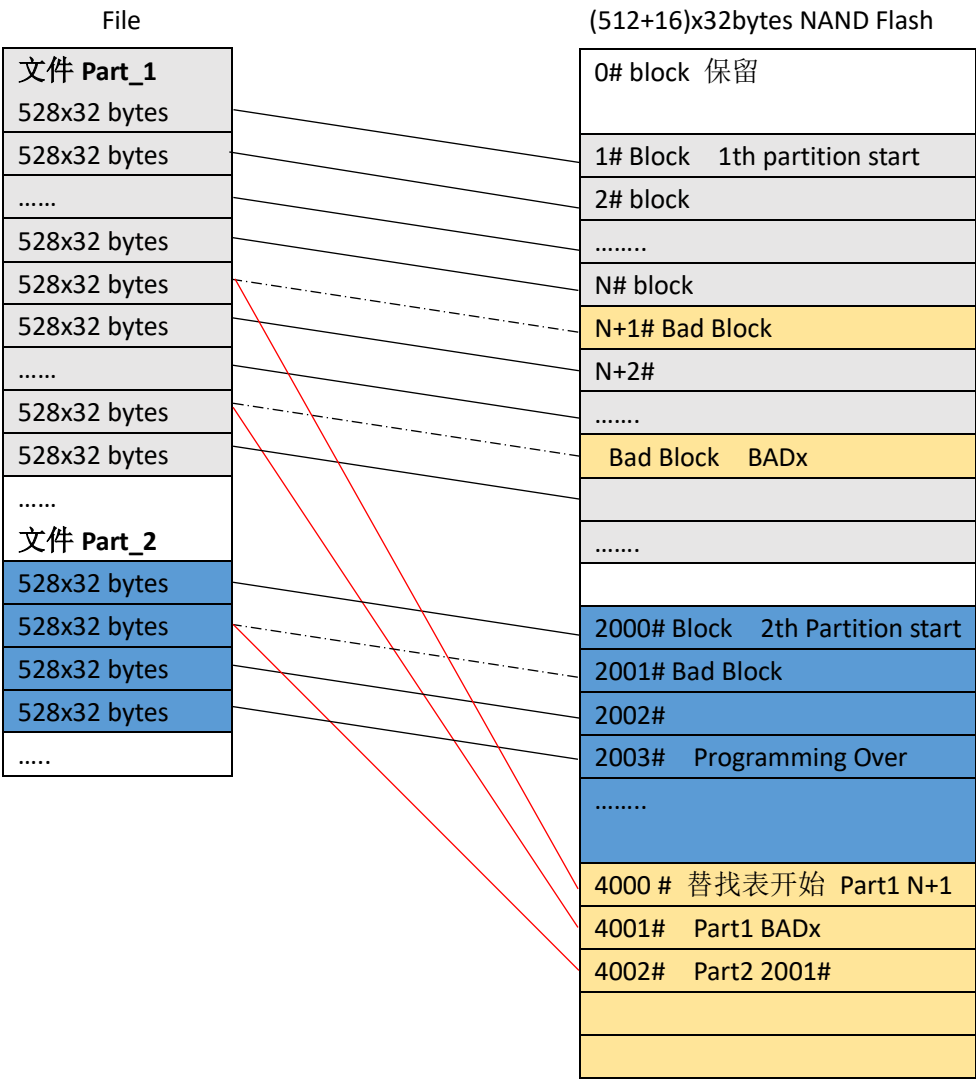 File
文件 Part_1
528x32 bytes
528x32 bytes
......
528x32 bytes
528x32 bytes
528x32 bytes
......
528x32 bytes
528x32 bytes
......
文件 Part_2
528x32 bytes
528x32 bytes
528x32 bytes
528x32 bytes
.....
(512+16)x32bytes NAND Flash
0# block 保留
1# Block 1th partition start
2# block
........
N# block
N+1# Bad Block
N+2#
.......
Bad Block BADx
.......
2000# Block 2th Partition start
2001# Bad Block
2002#
2003# Programming Over
........
4000 # 替找表开始 Part1 N+1
4001# Part1 BADx
4002# Part2 2001#